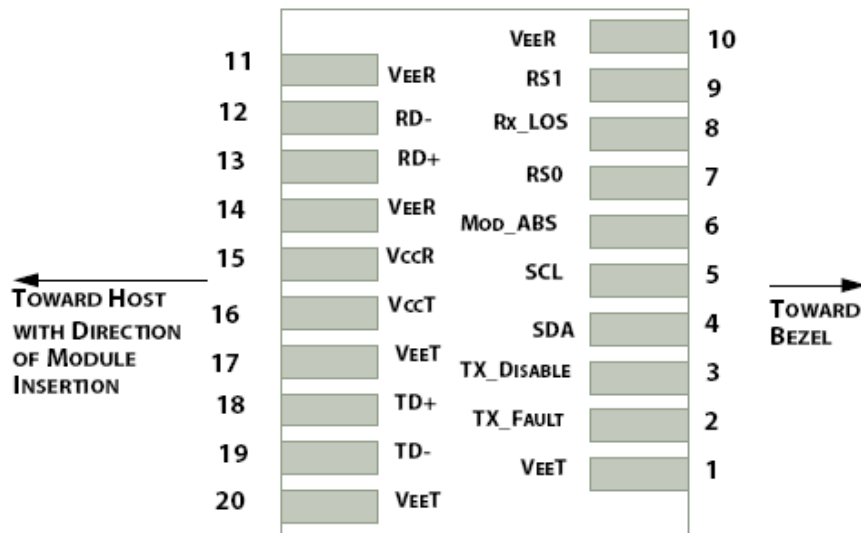 11 VEER
12 RD-
13 RD+
14 VEER
15 VCCR
16 VCCT
17 VEET
18 TD+
19 TD-
20 VEET
VEER 10
RS1 9
RX_LOS 8
RS0 7
MOD_ABS 6
SCL 5
SDA 4
TX_DISABLE 3
TX_FAULT 2
VEET 1
TOWARD HOST
WITH DIRECTION
OF MODULE
INSERTION
TOWARD
BEZEL